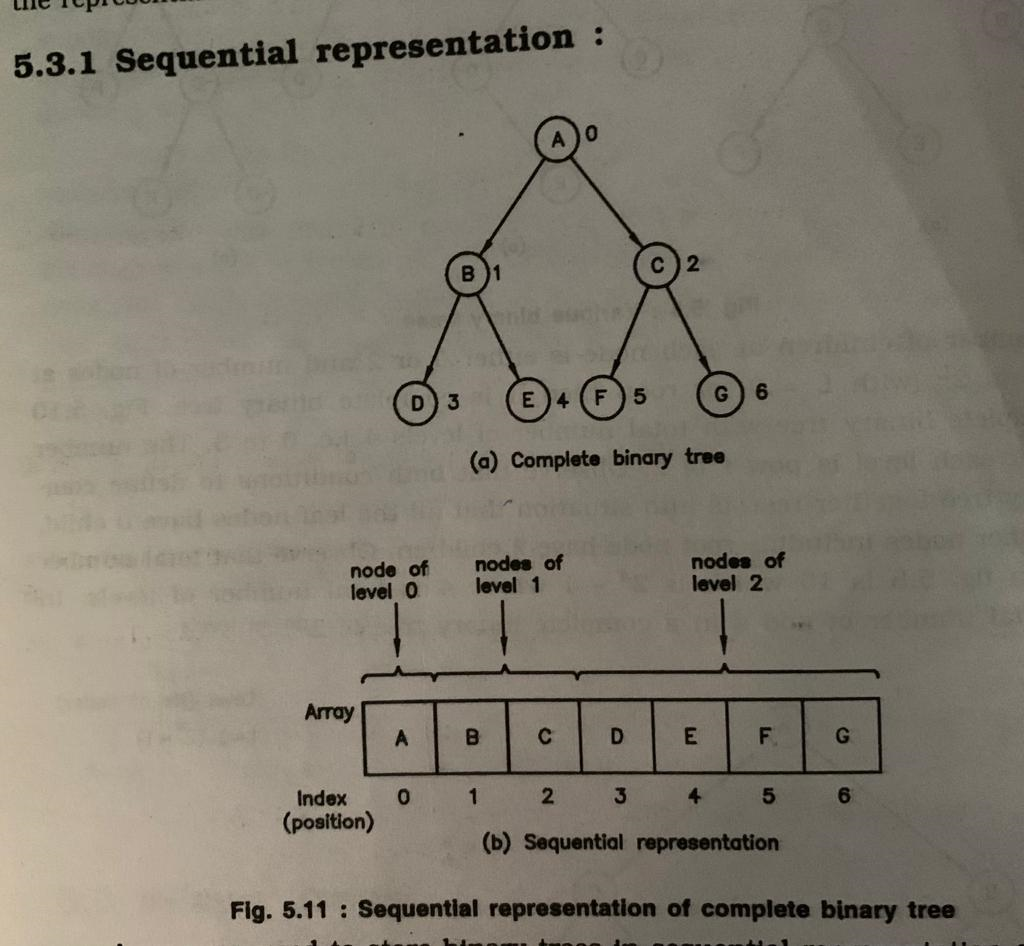 the
5.3.1 Sequential representation :
A 0
B 1
C 2
D 3
E 4
F 5
G 6
(a) Complete binary tree
node of
level 0
nodes of
level 1
nodes of
level 2
Array
A B C D E F G
Index
(position)
0 1 2 3 4 5 6
(b) Sequential representation
Fig. 5.11 : Sequential representation of complete binary tree